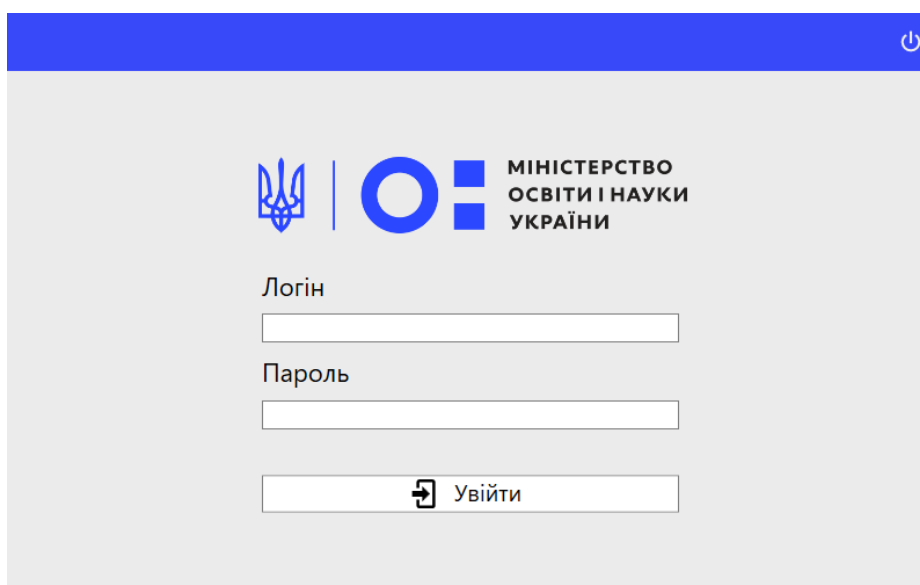 МІНІСТЕРСТВО
ОСВІТИ І НАУКИ
УКРАЇНИ
Логін
Пароль
Увійти